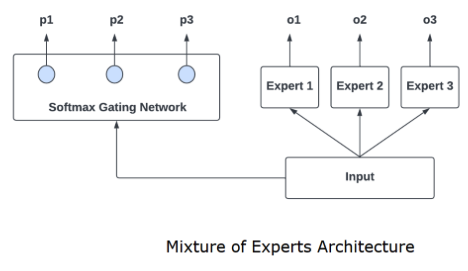 p1 p2 p3 o1 o2 o3
Expert 1 Expert 2 Expert 3
Softmax Gating Network
Input
Mixture of Experts Architecture